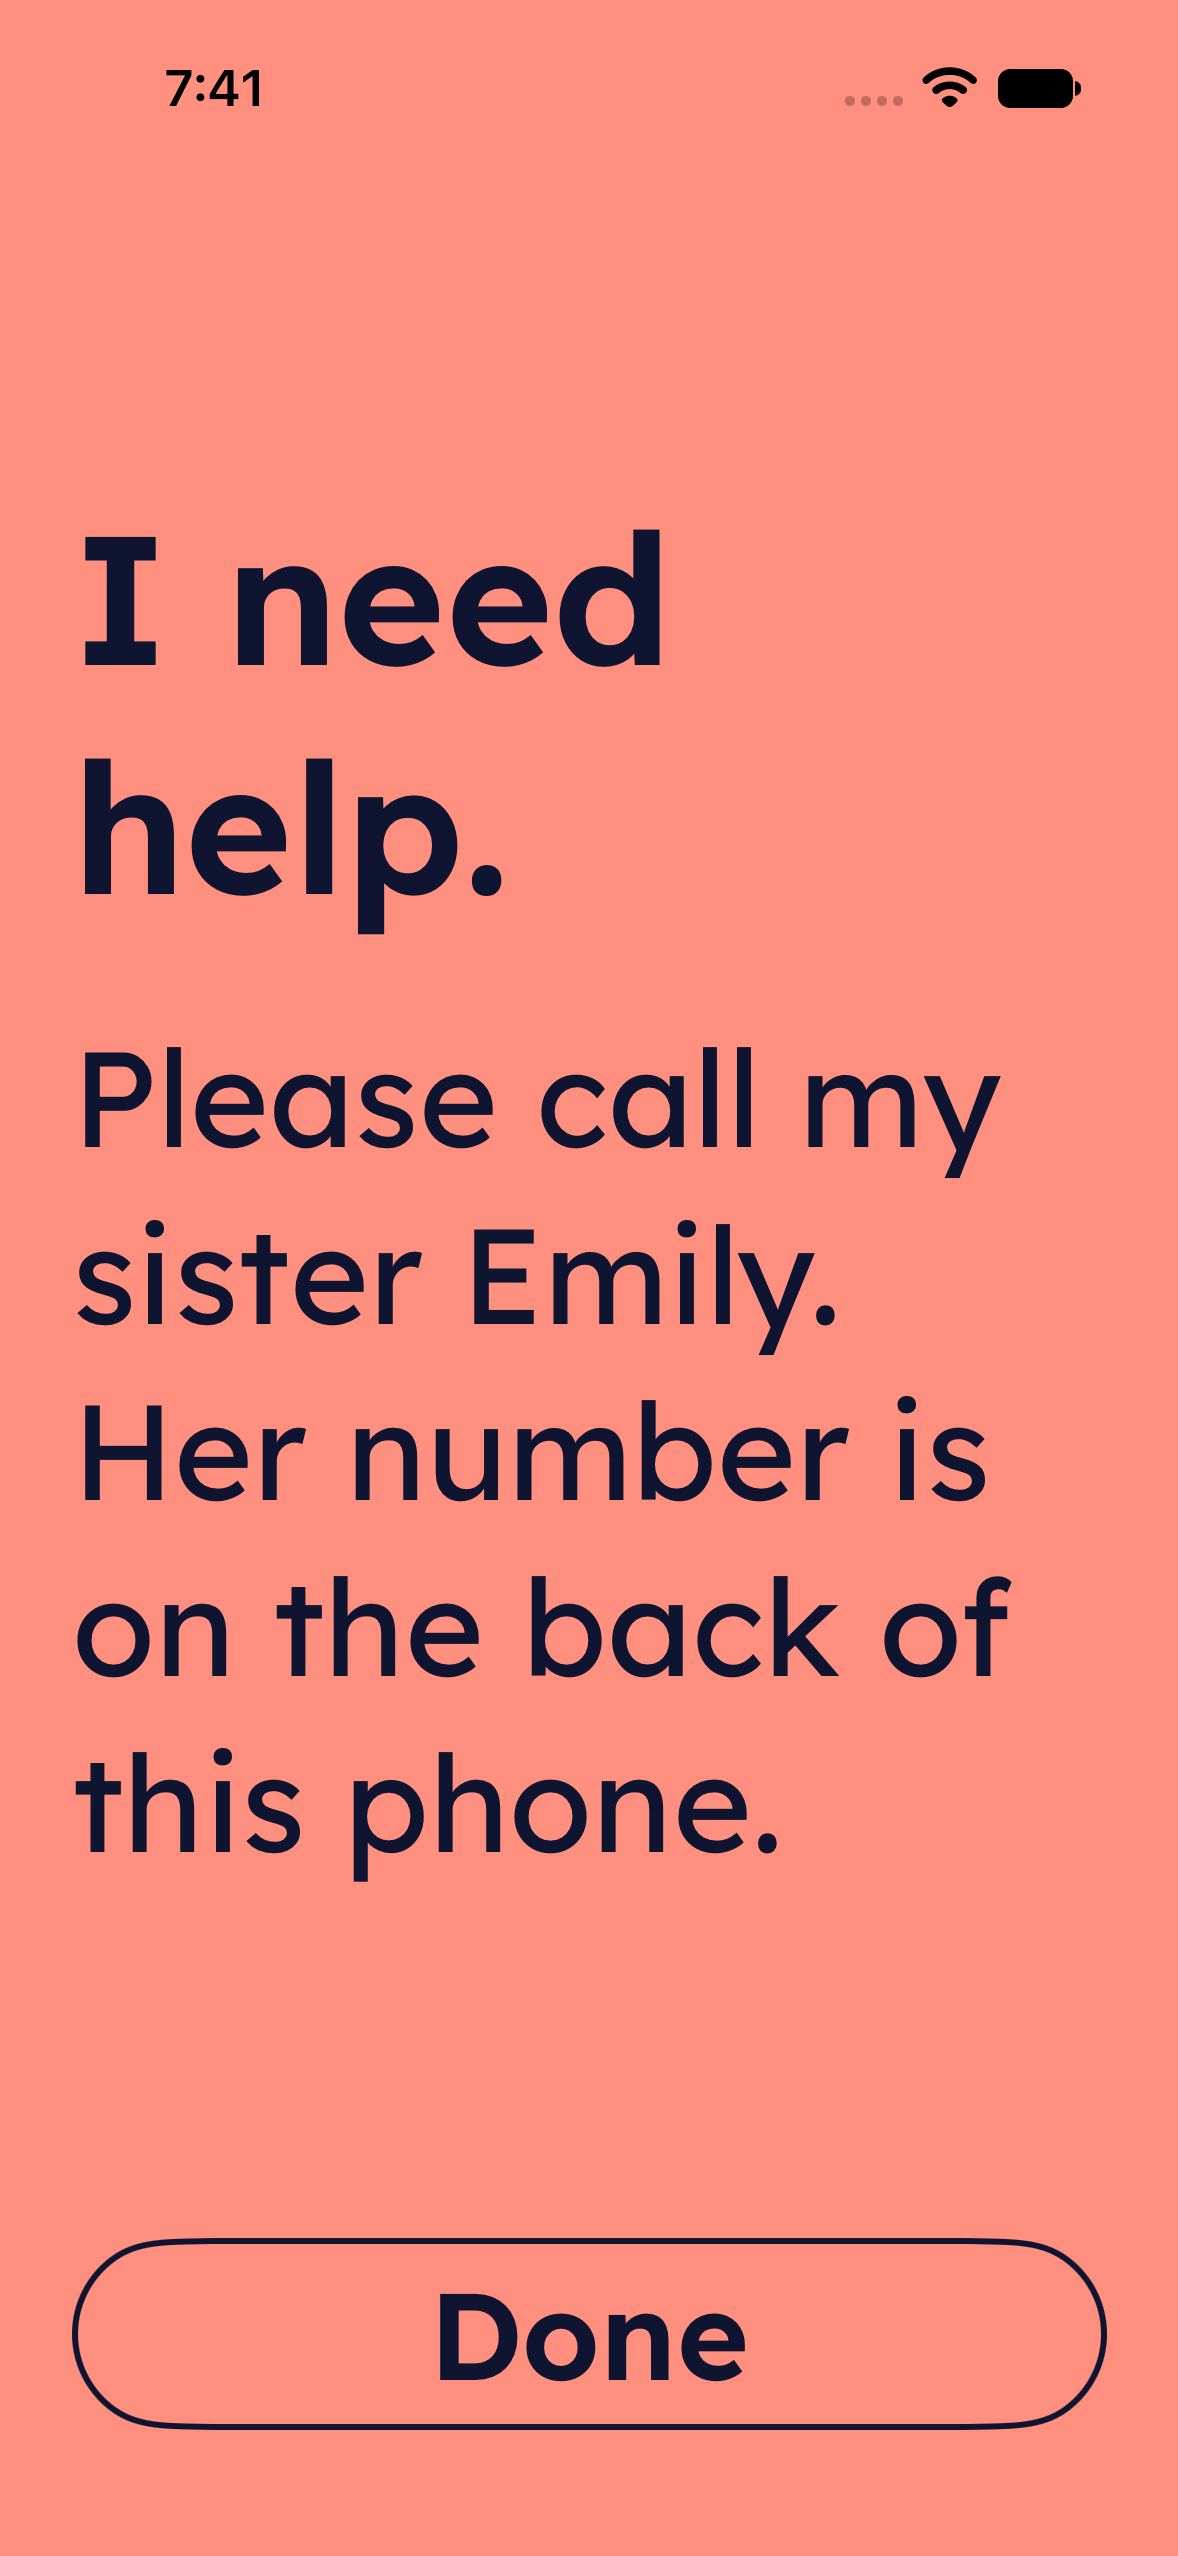 7:41
I need
help.
Please call my
sister Emily.
Her number is
on the back of
this phone.
Done